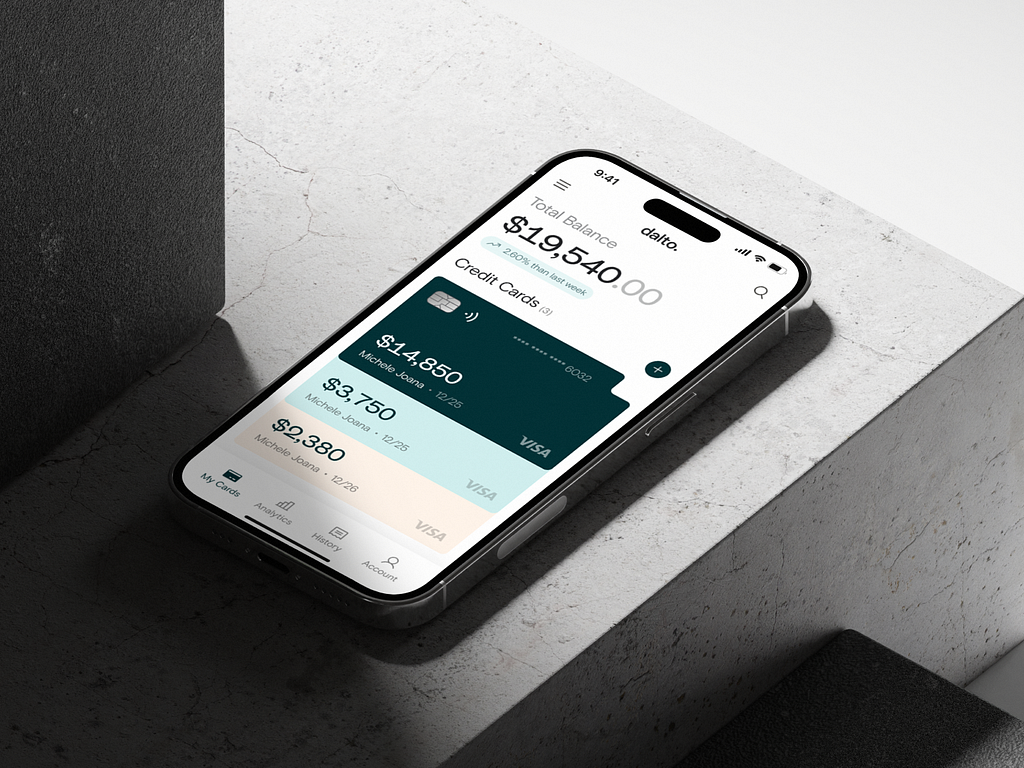 9:41
dalto.
Total Balance
$19,540.00
2.60% than last week
Credit Cards (3)
**** **** **** 6032
$14,850
Michele Joana • 12/25
VISA
$3,750
Michele Joana • 12/25
VISA
$2,380
Michele Joana • 12/26
VISA
My Cards
Analytics
History
Account